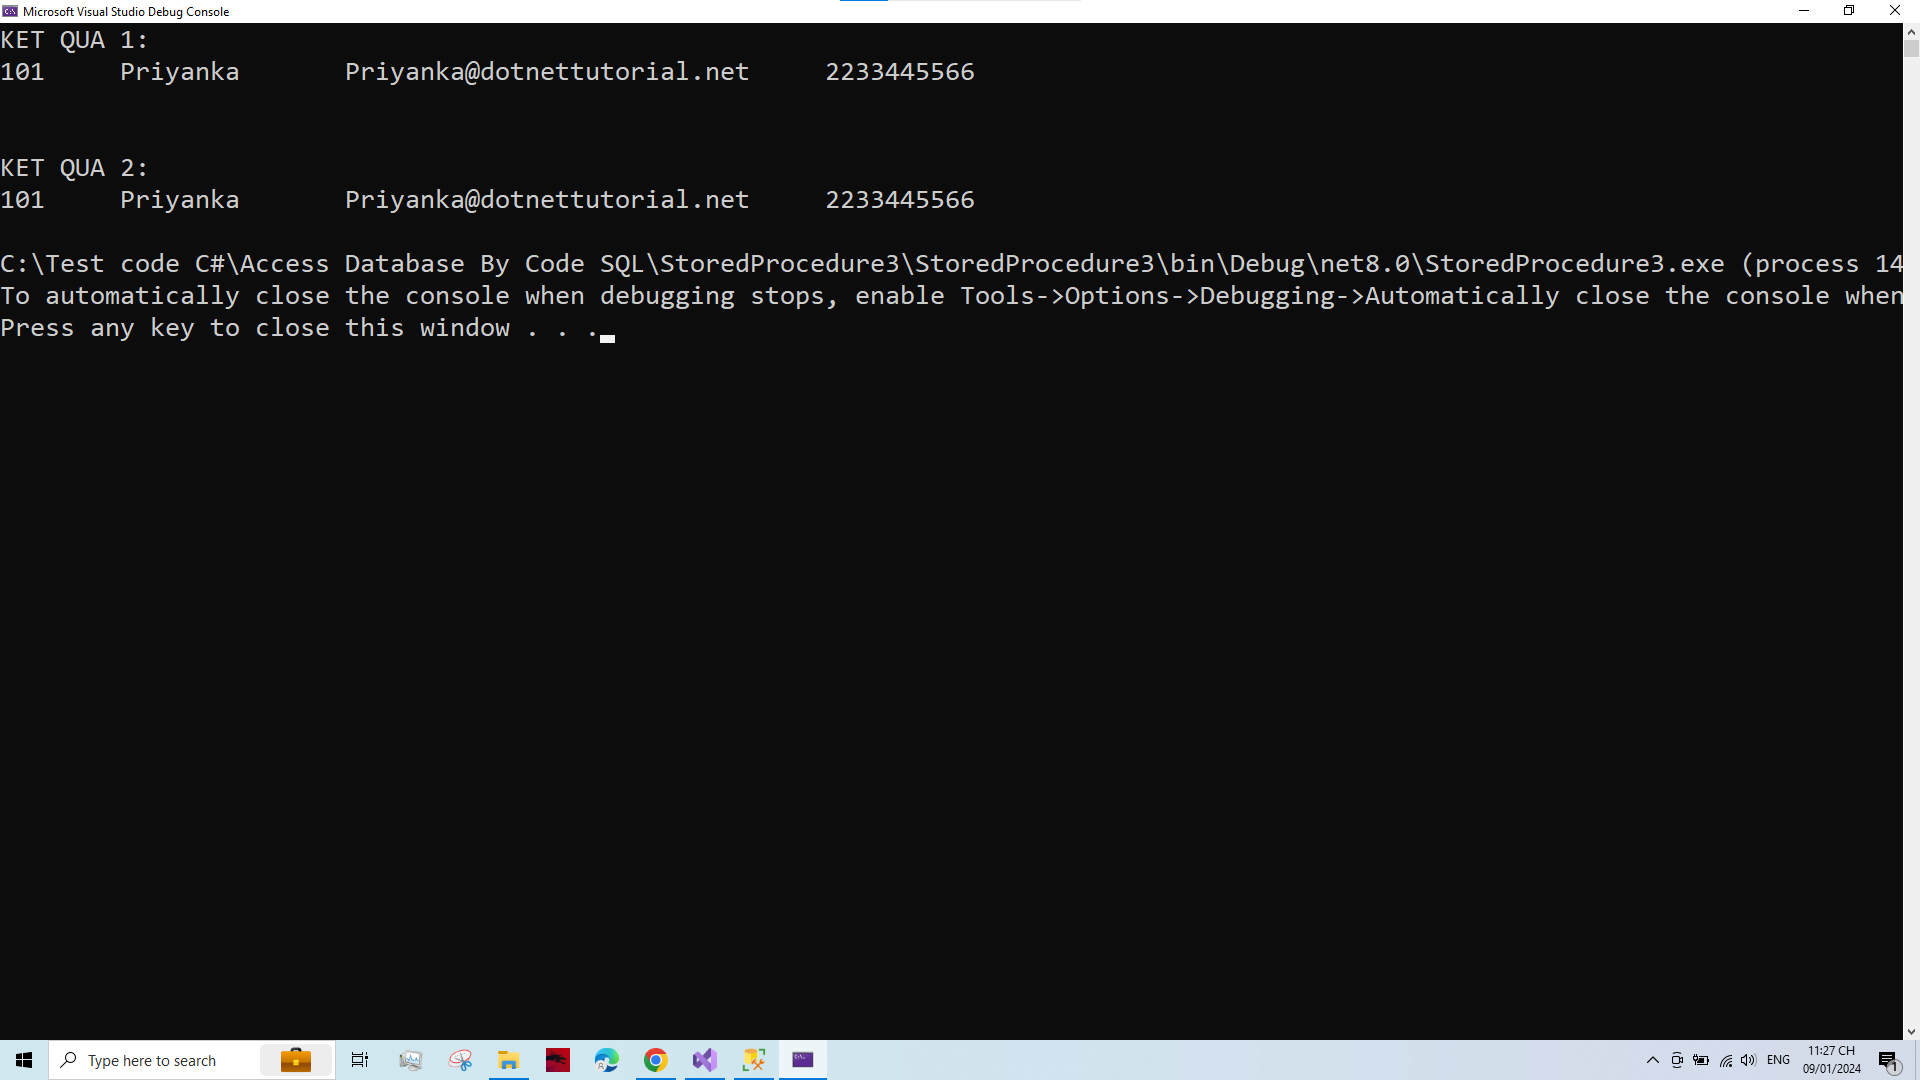 Microsoft Visual Studio Debug Console
KET QUA 1:
101 Priyanka Priyanka@dotnettutorial.net 2233445566
KET QUA 2:
101 Priyanka Priyanka@dotnettutorial.net 2233445566
C:\Test code C#\Access Database By Code SQL\StoredProcedure3\StoredProcedure3\bin\Debug\net8.0\StoredProcedure3.exe (process 14
To automatically close the console when debugging stops, enable Tools->Options->Debugging->Automatically close the console when
Press any key to close this window . . .
Type here to search
ENG
11:27 CH
09/01/2024
1